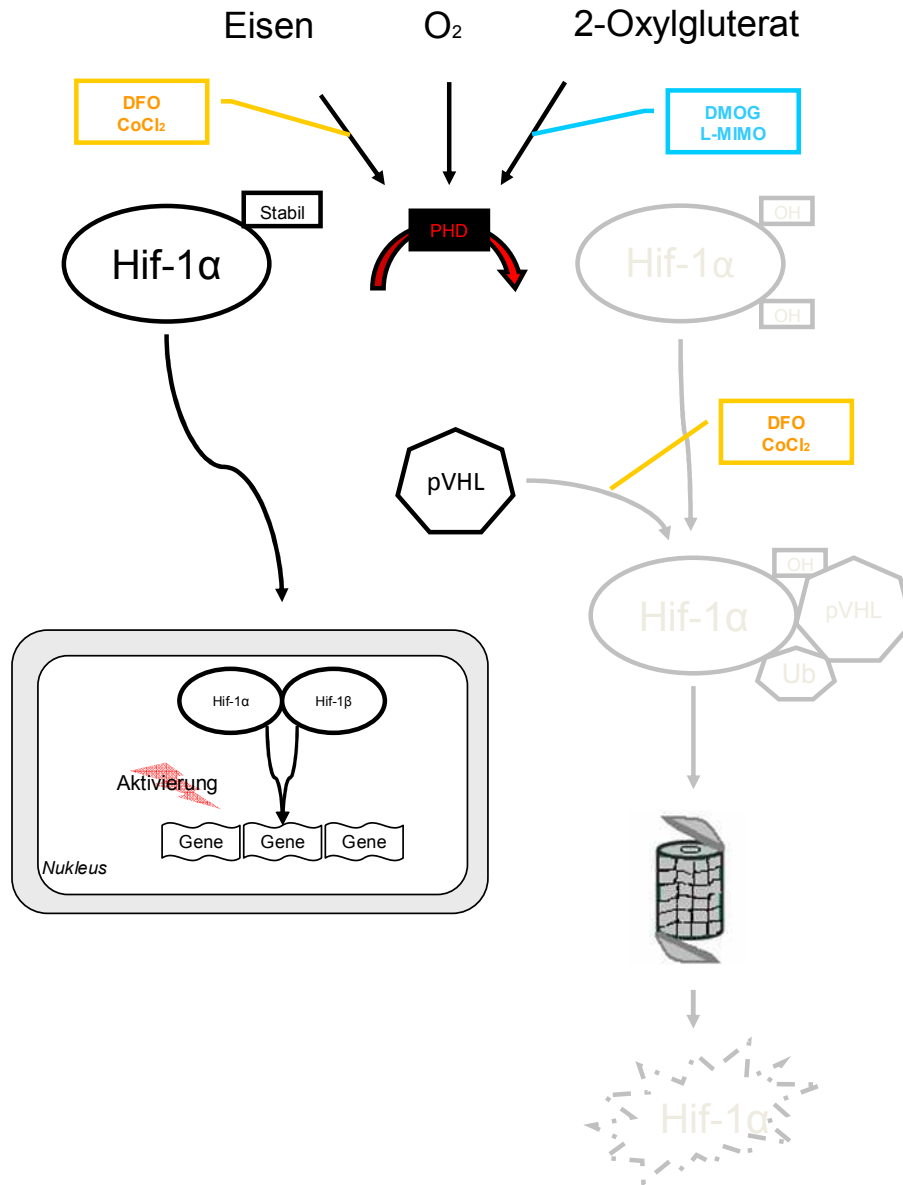 Eisen
O₂
2-Oxylgluterat
DFO
CoCl₂
DMOG
L-MIMO
Stabil
Hif-1α
PHD
OH
Hif-1α
OH
DFO
CoCl₂
pVHL
OH
Hif-1α
pVHL
Ub
Hif-1α
Hif-1β
Aktivierung
Gene
Gene
Gene
Nukleus
Hif-1α